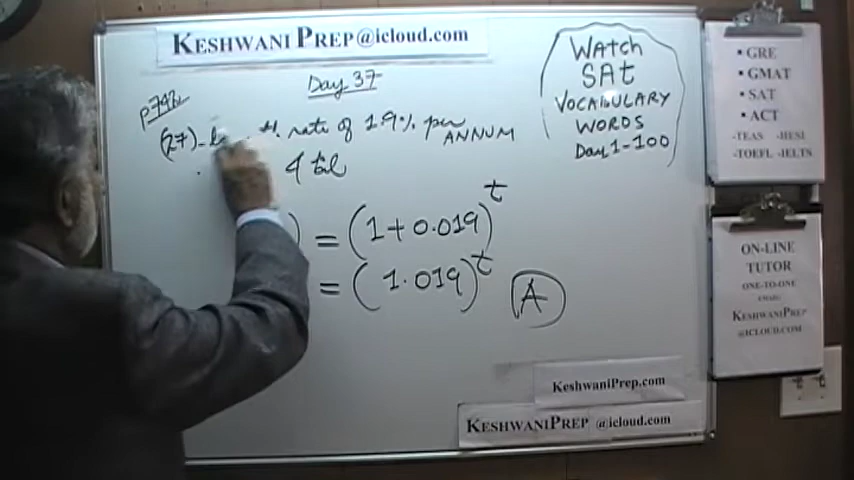 KESHWANI PREP@iCLOUD.COM
Day 37
p742
(27)
rate of 1.9% per
ANNUM
4
= (1+0.019)^t
= (1.019)^t
A
WAtch
SAt
VOCABULARY
WORDS
Day 1-100
• GRE
• GMAT
• SAT
• ACT
-TEAS -HESI
-TOEFL -IELTS
ON-LINE
TUTOR
ONE-TO-ONE
KESHWANIPREP
@ICLOUD.COM
KeshwaniPrep.com
KESHWANIPREP @icloud.com